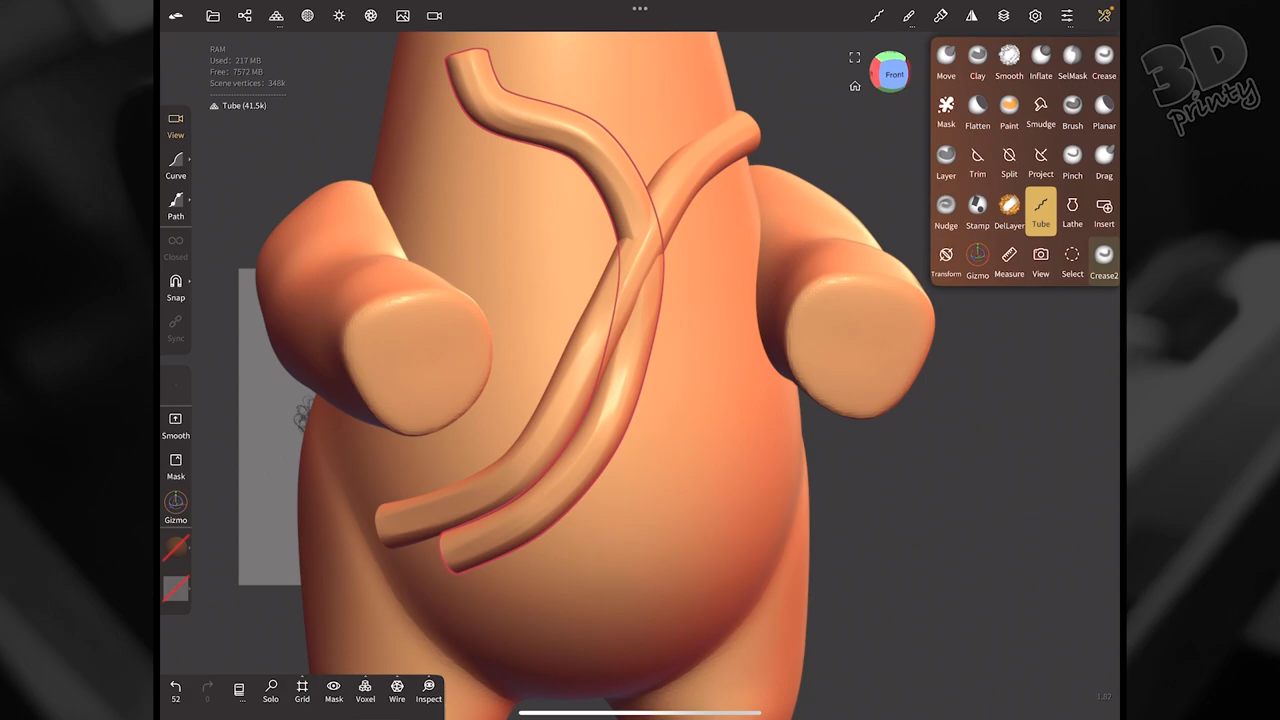 RAM
Used: 217 MB
Free: 7572 MB
Scene vertices: 348k
Tube (41.5k)
Front
3D
printy
Move Clay Smooth Inflate SelMask Crease
Mask Flatten Paint Smudge Brush Planar
Layer Trim Split Project Pinch Drag
Nudge Stamp DelLayer Tube Lathe Insert
Transform Gizmo Measure View Select Crease2
View
Curve
Path
Closed
Snap
Sync
Smooth
Mask
Gizmo
52 0 ... Solo Grid Mask Voxel Wire Inspect
1.82